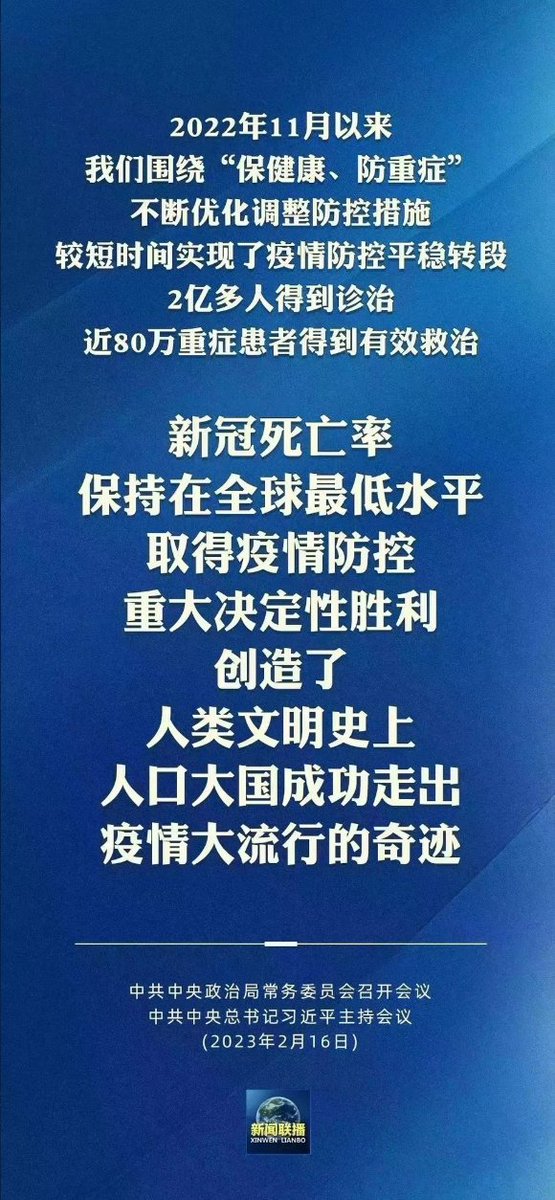 2022年11月以来
我们围绕“保健康、防重症”
不断优化调整防控措施
较短时间实现了疫情防控平稳转段
2亿多人得到诊治
近80万重症患者得到有效救治
新冠死亡率
保持在全球最低水平
取得疫情防控
重大决定性胜利
创造了
人类文明史上
人口大国成功走出
疫情大流行的奇迹
中共中央政治局常务委员会召开会议
中共中央总书记习近平主持会议
(2023年2月16日)
新闻联播
XINWEN LIANBO